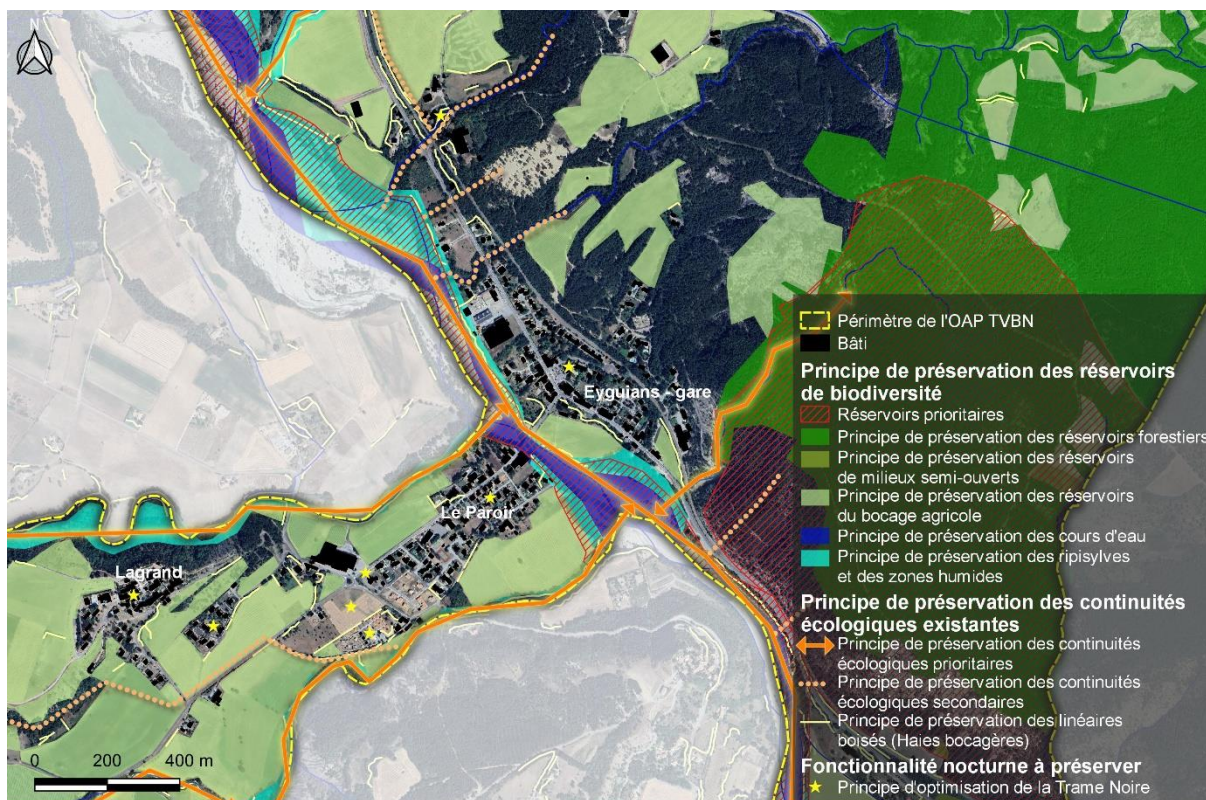 N
Eyguians - gare
Le Paroir
Lagrand
0 200 400 m
Périmètre de l'OAP TVBN
Bâti
Principe de préservation des réservoirs
de biodiversité
Réservoirs prioritaires
Principe de préservation des réservoirs forestiers
Principe de préservation des réservoirs
de milieux semi-ouverts
Principe de préservation des réservoirs
du bocage agricole
Principe de préservation des cours d'eau
Principe de préservation des ripisylves
et des zones humides
Principe de préservation des continuités
écologiques existantes
Principe de préservation des continuités
écologiques prioritaires
Principe de préservation des continuités
écologiques secondaires
Principe de préservation des linéaires
boisés (Haies bocagères)
Fonctionnalité nocturne à préserver
Principe d'optimisation de la Trame Noire